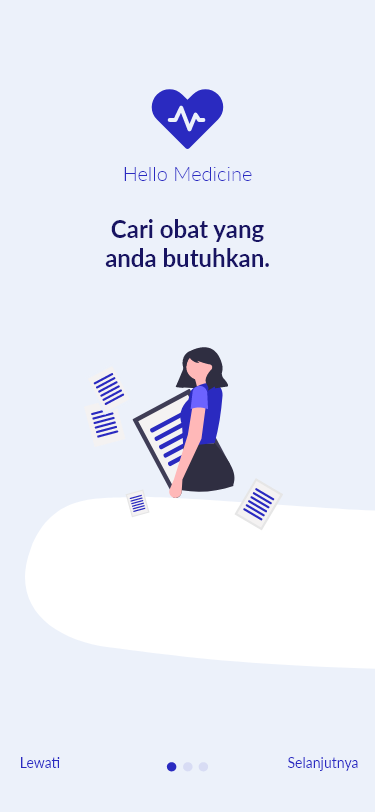 Hello Medicine
Cari obat yang
anda butuhkan.
Lewati
Selanjutnya